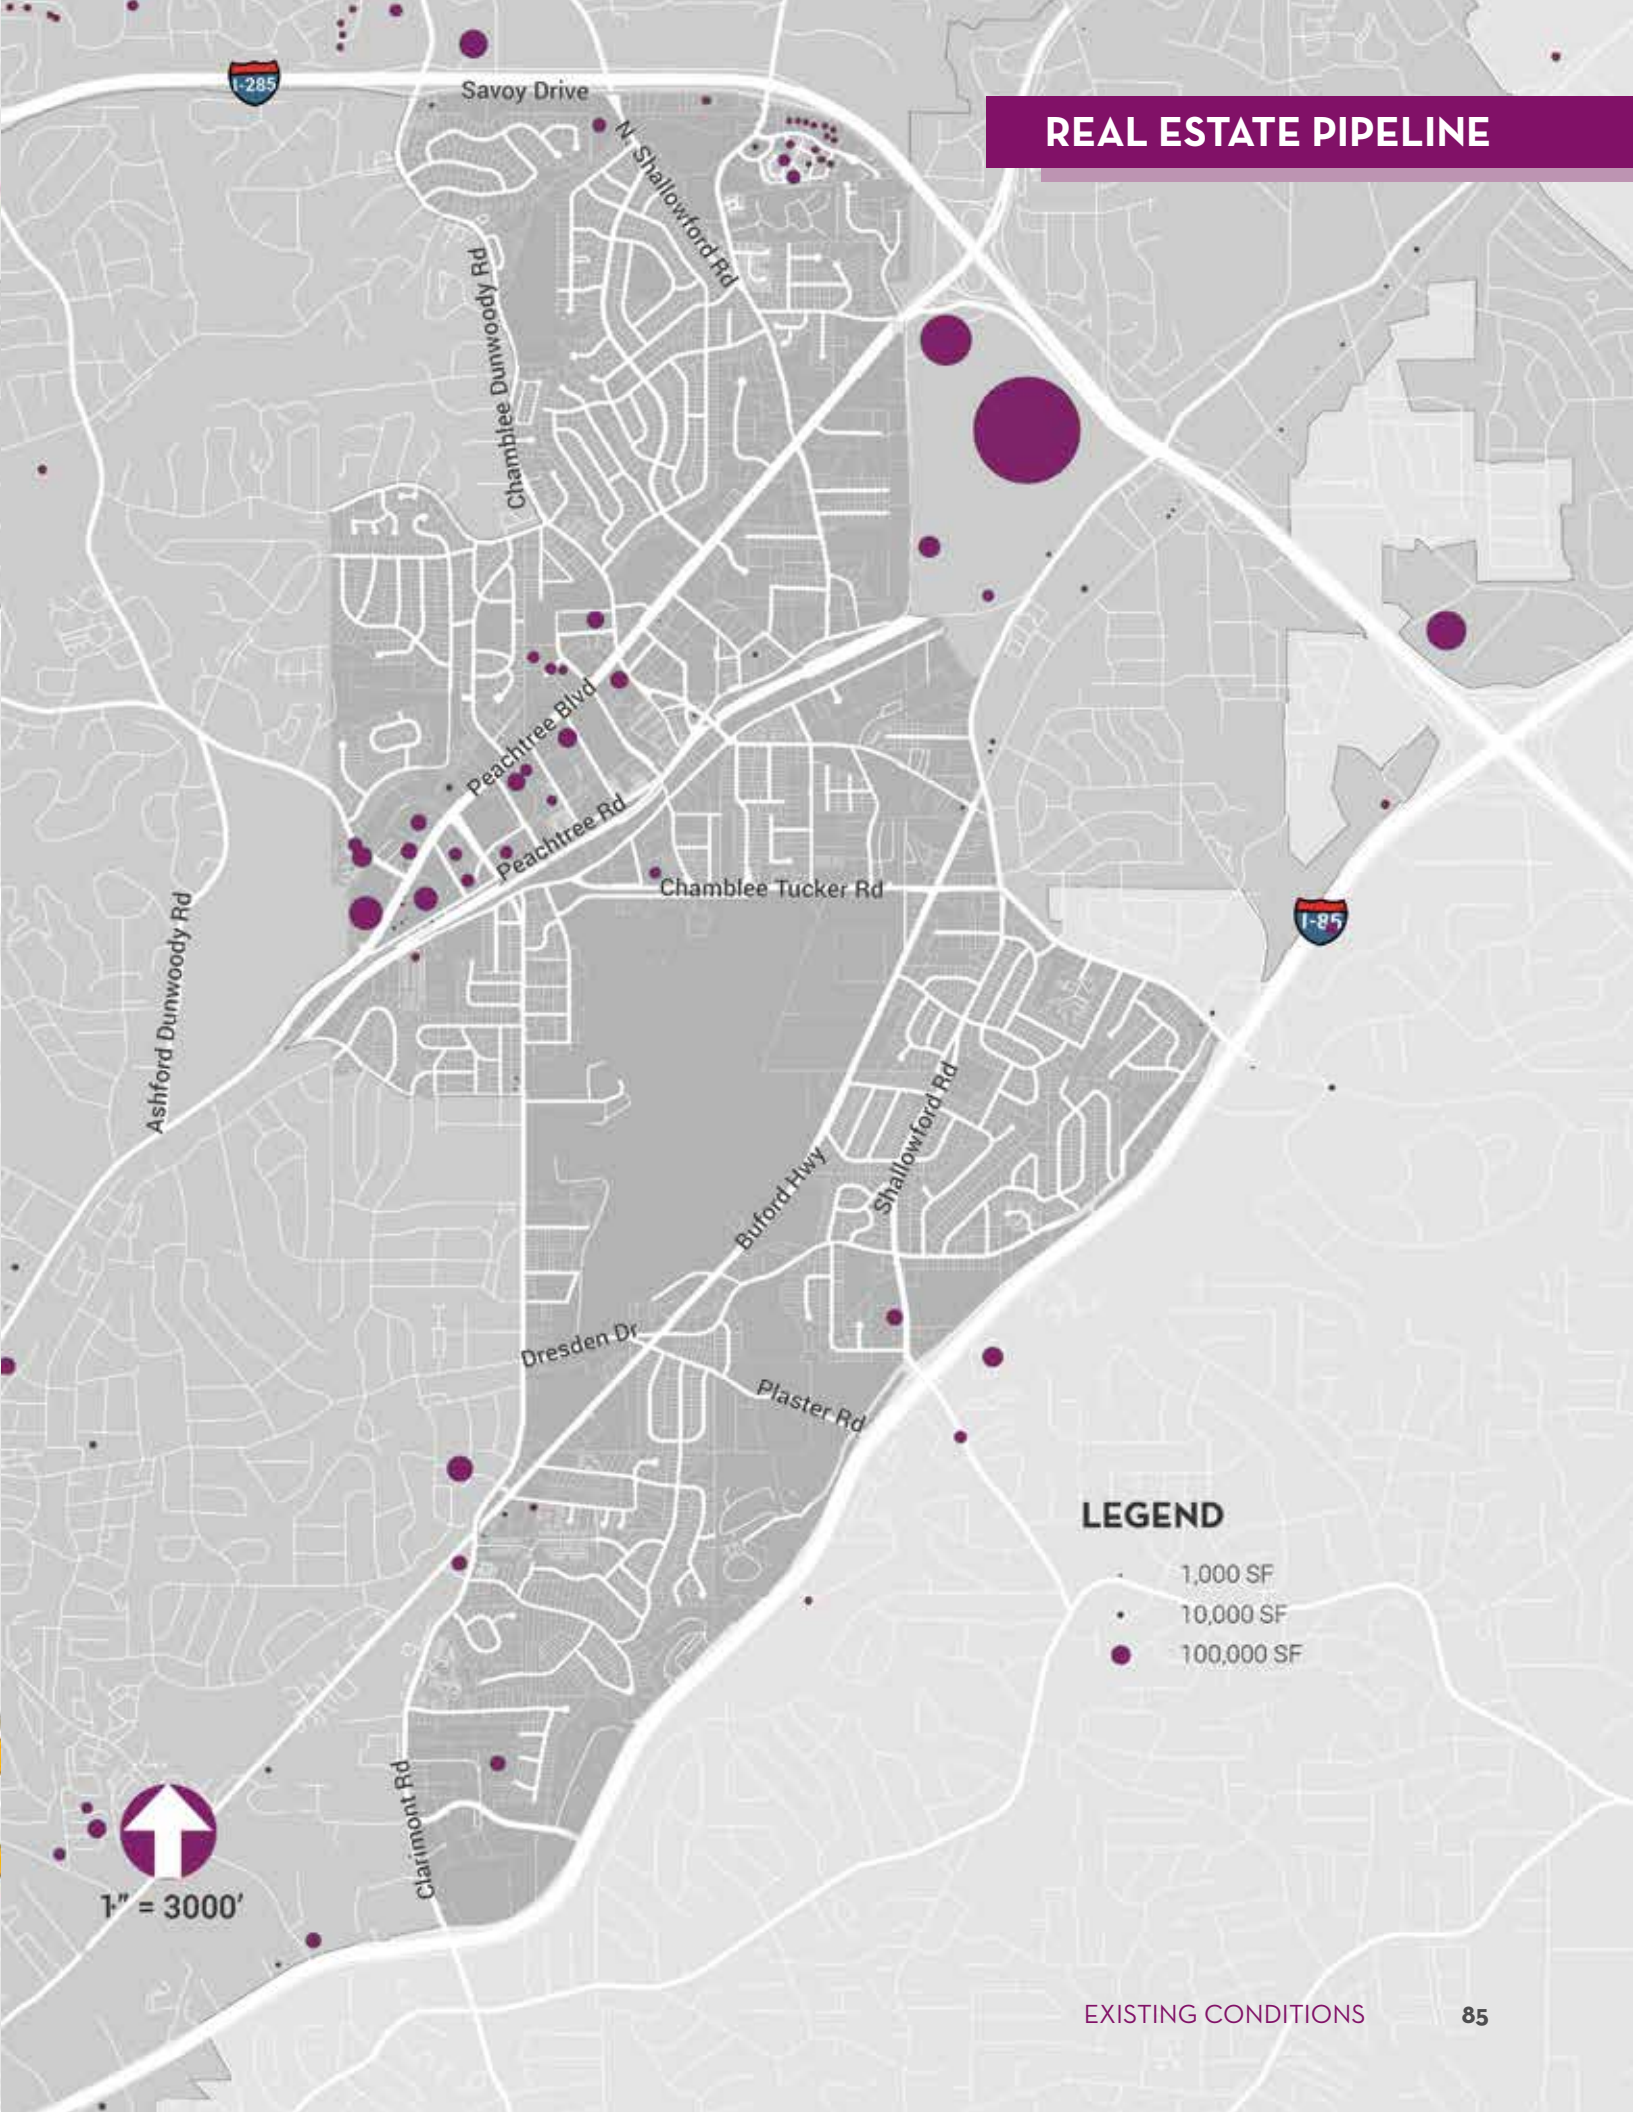 I-285
Savoy Drive
REAL ESTATE PIPELINE
N. Shallowford Rd
Chamblee Dunwoody Rd
Peachtree Blvd
Peachtree Rd
Chamblee Tucker Rd
I-85
Ashford Dunwoody Rd
Shallowford Rd
Buford Hwy
Dresden Dr
Plaster Rd
LEGEND
1,000 SF
10,000 SF
100,000 SF
Clarimont Rd
1" = 3000'
EXISTING CONDITIONS 85